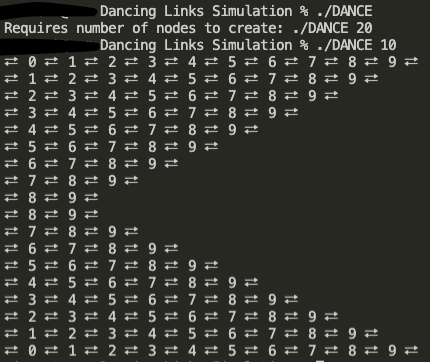 Dancing Links Simulation % ./DANCE
Requires number of nodes to create: ./DANCE 20
Dancing Links Simulation % ./DANCE 10
⇄ 0 ⇄ 1 ⇄ 2 ⇄ 3 ⇄ 4 ⇄ 5 ⇄ 6 ⇄ 7 ⇄ 8 ⇄ 9 ⇄
⇄ 1 ⇄ 2 ⇄ 3 ⇄ 4 ⇄ 5 ⇄ 6 ⇄ 7 ⇄ 8 ⇄ 9 ⇄
⇄ 2 ⇄ 3 ⇄ 4 ⇄ 5 ⇄ 6 ⇄ 7 ⇄ 8 ⇄ 9 ⇄
⇄ 3 ⇄ 4 ⇄ 5 ⇄ 6 ⇄ 7 ⇄ 8 ⇄ 9 ⇄
⇄ 4 ⇄ 5 ⇄ 6 ⇄ 7 ⇄ 8 ⇄ 9 ⇄
⇄ 5 ⇄ 6 ⇄ 7 ⇄ 8 ⇄ 9 ⇄
⇄ 6 ⇄ 7 ⇄ 8 ⇄ 9 ⇄
⇄ 7 ⇄ 8 ⇄ 9 ⇄
⇄ 8 ⇄ 9 ⇄
⇄ 8 ⇄ 9 ⇄
⇄ 7 ⇄ 8 ⇄ 9 ⇄
⇄ 6 ⇄ 7 ⇄ 8 ⇄ 9 ⇄
⇄ 5 ⇄ 6 ⇄ 7 ⇄ 8 ⇄ 9 ⇄
⇄ 4 ⇄ 5 ⇄ 6 ⇄ 7 ⇄ 8 ⇄ 9 ⇄
⇄ 3 ⇄ 4 ⇄ 5 ⇄ 6 ⇄ 7 ⇄ 8 ⇄ 9 ⇄
⇄ 2 ⇄ 3 ⇄ 4 ⇄ 5 ⇄ 6 ⇄ 7 ⇄ 8 ⇄ 9 ⇄
⇄ 1 ⇄ 2 ⇄ 3 ⇄ 4 ⇄ 5 ⇄ 6 ⇄ 7 ⇄ 8 ⇄ 9 ⇄
⇄ 0 ⇄ 1 ⇄ 2 ⇄ 3 ⇄ 4 ⇄ 5 ⇄ 6 ⇄ 7 ⇄ 8 ⇄ 9 ⇄